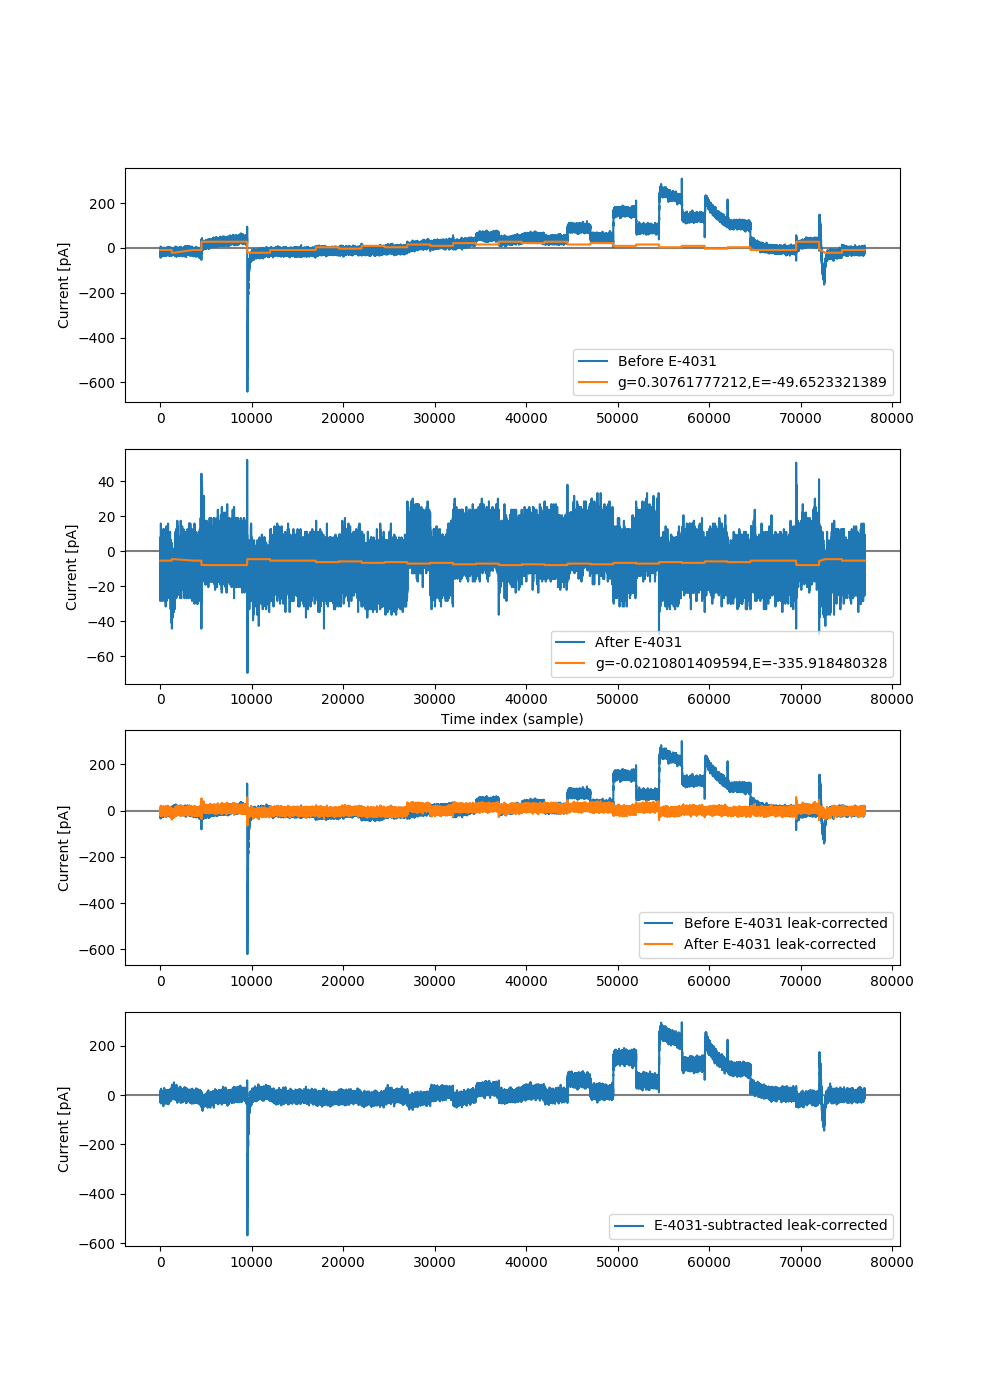 200
0
−200
−400
−600
Current [pA]
Before E-4031
g=0.30761777212,E=-49.6523321389
0 10000 20000 30000 40000 50000 60000 70000 80000
40
20
0
−20
−40
−60
Current [pA]
After E-4031
g=-0.0210801409594,E=-335.918480328
0 10000 20000 30000 40000 50000 60000 70000 80000
Time index (sample)
200
0
−200
−400
−600
Current [pA]
Before E-4031 leak-corrected
After E-4031 leak-corrected
0 10000 20000 30000 40000 50000 60000 70000 80000
200
0
−200
−400
−600
Current [pA]
E-4031-subtracted leak-corrected
0 10000 20000 30000 40000 50000 60000 70000 80000